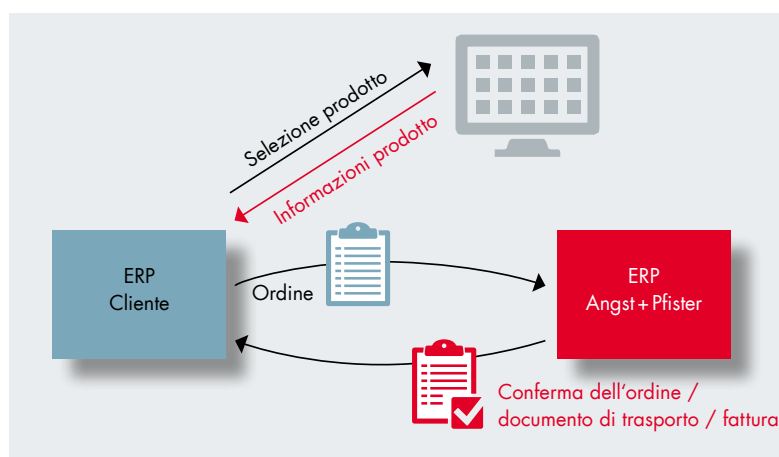 Selezione prodotto
Informazioni prodotto
ERP
Cliente
Ordine
ERP
Angst+Pfister
Conferma dell‘ordine /
documento di trasporto / fattura